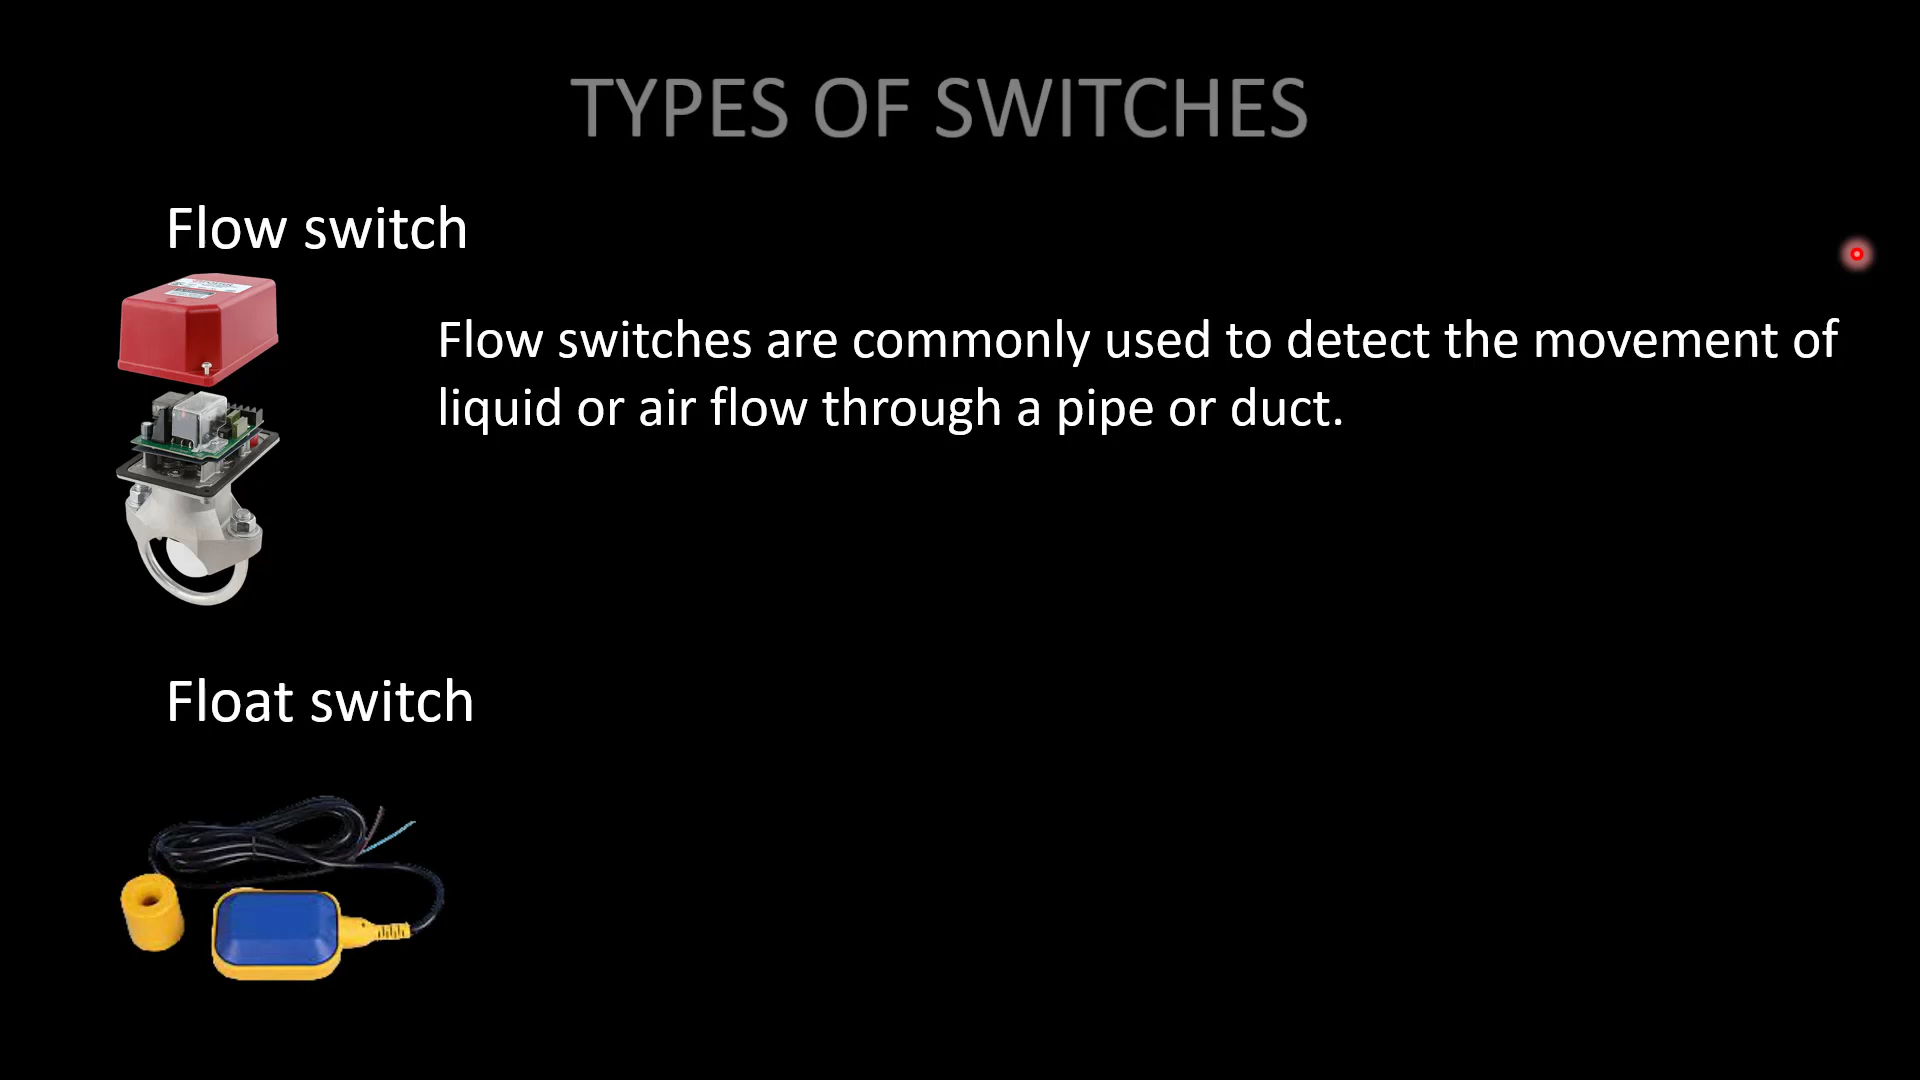 TYPES OF SWITCHES
Flow switch
Flow switches are commonly used to detect the movement of
liquid or air flow through a pipe or duct.
Float switch